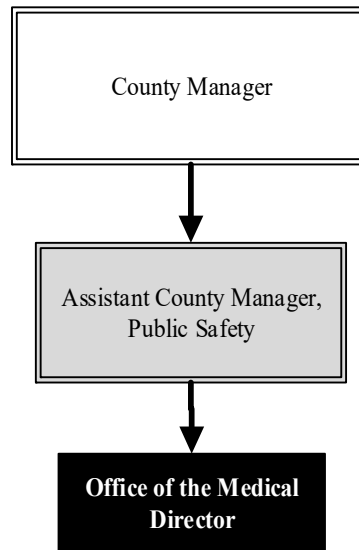 County Manager
Assistant County Manager,
Public Safety
Office of the Medical
Director